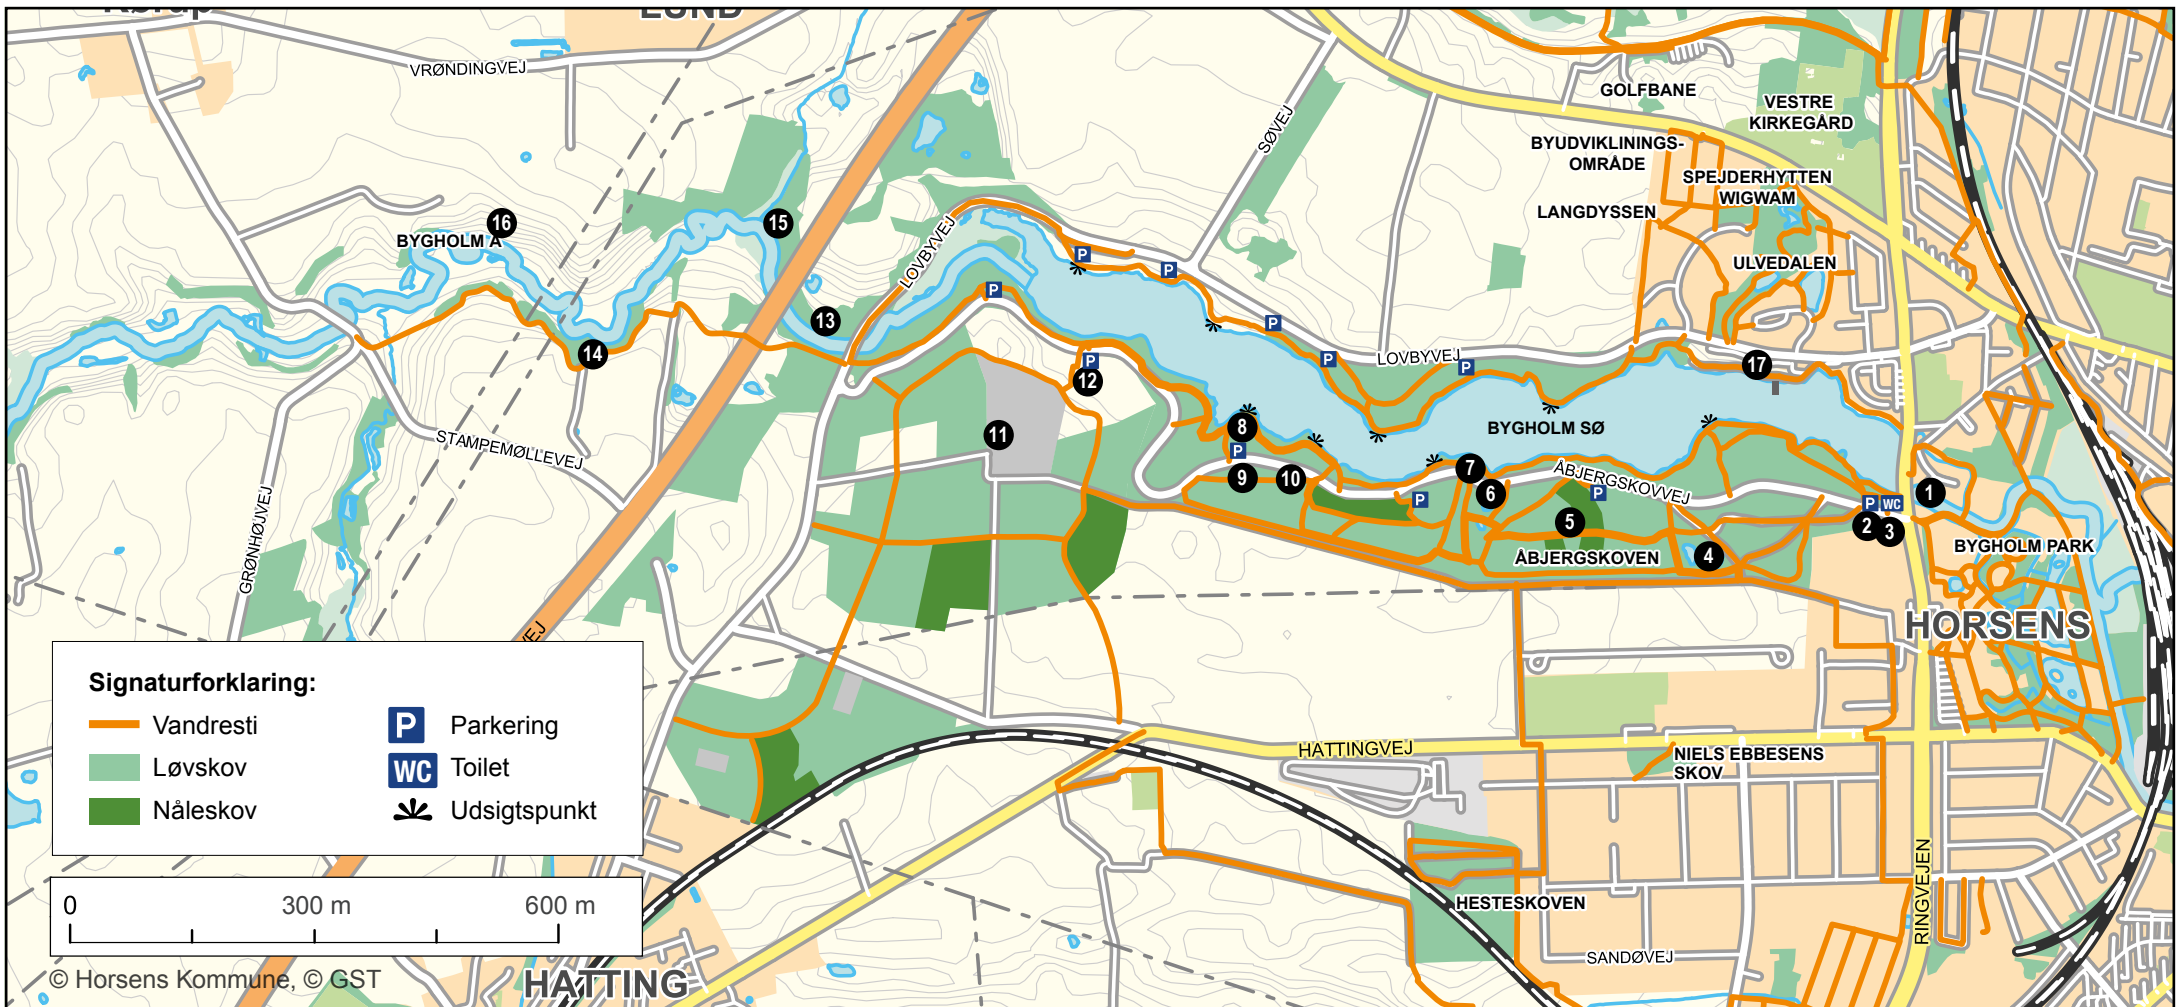 LUND
VRØNDINGVEJ
GOLFBANE
VESTRE
KIRKEGÅRD
SØVEJ
BYUDVIKLININGS-
OMRÅDE
SPEJDERHYTTEN
WIGWAM
LANGDYSSEN
16
15
BYGHOLM Å
LOVBYVEJ
P
P
ULVEDALEN
P
13
P
14
LOVBYVEJ
P
P
P
17
12
8
BYGHOLM SØ
11
STAMPEMØLLEVEJ
P
7
9
10
ÅBJERGSKOVVEJ
6
P
P
1
P
WC
GRØNHØJVEJ
5
2
3
4
ÅBJERGSKOVEN
BYGHOLM PARK
HORSENS
VEJ
Signaturforklaring:
Vandresti
P Parkering
Løvskov
WC Toilet
Nåleskov
Udsigtspunkt
HATTINGVEJ
NIELS EBBESENS
SKOV
RINGVEJEN
HESTESKOVEN
SANDØVEJ
0 300 m 600 m
© Horsens Kommune, © GST
HATTING